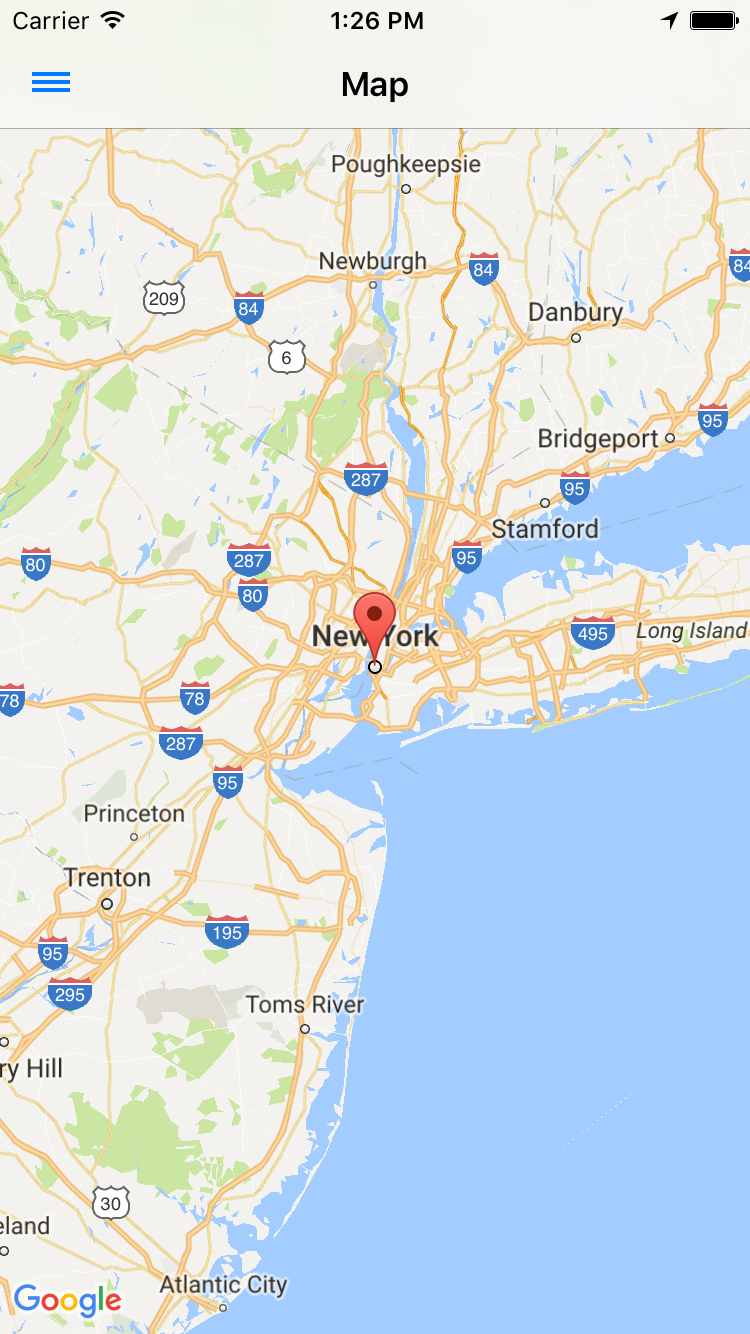 Carrier 1:26 PM
Map
Poughkeepsie
Newburgh
84
84
209
84
Danbury
6
95
Bridgeport
287
95
Stamford
287
95
80
80
New York
495
Long Island
78
78
287
95
Princeton
Trenton
195
95
295
Toms River
ry Hill
30
eland
Atlantic City
Google